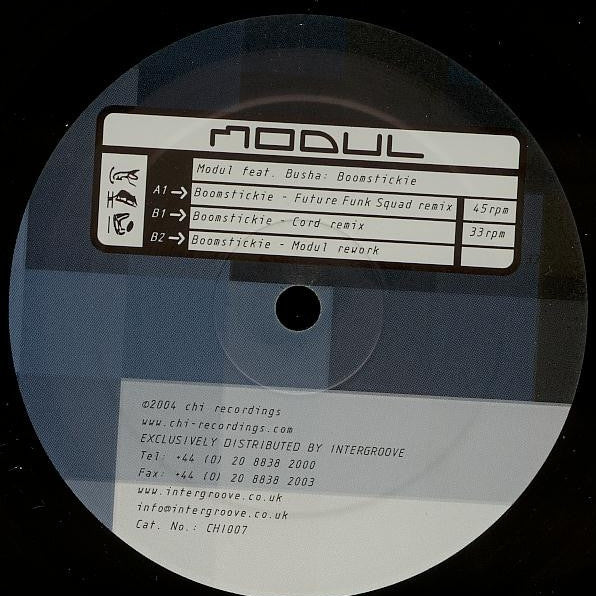 MODUL
Modul feat. Busha: Boomstickie
A1 → Boomstickie - Future Funk Squad remix 45rpm
B1 → Boomstickie - Cord remix 33rpm
B2 → Boomstickie - Modul rework
©2004 chi recordings
www.chi-recordings.com
EXCLUSIVELY DISTRIBUTED BY INTERGROOVE
Tel: +44 (0) 20 8838 2000
Fax: +44 (0) 20 8838 2003
www.intergroove.co.uk
info@intergroove.co.uk
Cat. No.: CHI007